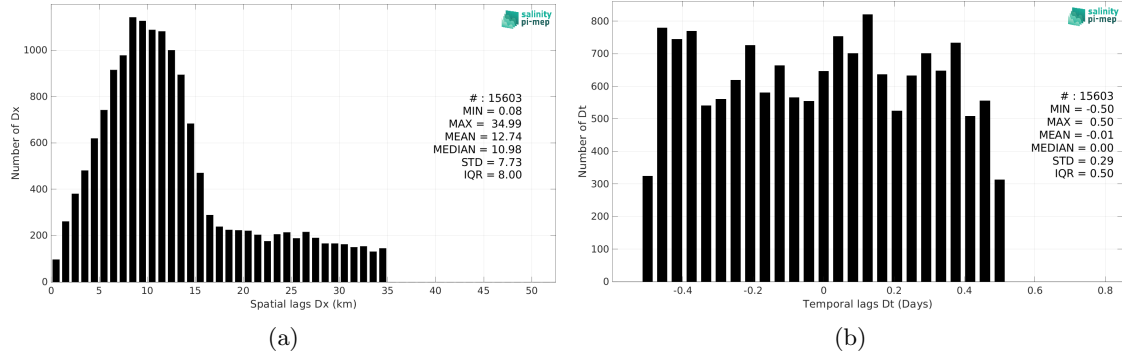 1000
800
600
400
200
0
Number of Dx
0 5 10 15 20 25 30 35 40 45 50
Spatial lags Dx (km)
salinity
pi-mep
# : 15603
MIN = 0.08
MAX = 34.99
MEAN = 12.74
MEDIAN = 10.98
STD = 7.73
IQR = 8.00
(a)
800
700
600
500
400
300
200
100
0
Number of Dt
-0.4 -0.2 0 0.2 0.4 0.6 0.8
Temporal lags Dt (Days)
salinity
pi-mep
# : 15603
MIN = -0.50
MAX = 0.50
MEAN = -0.01
MEDIAN = 0.00
STD = 0.29
IQR = 0.50
(b)